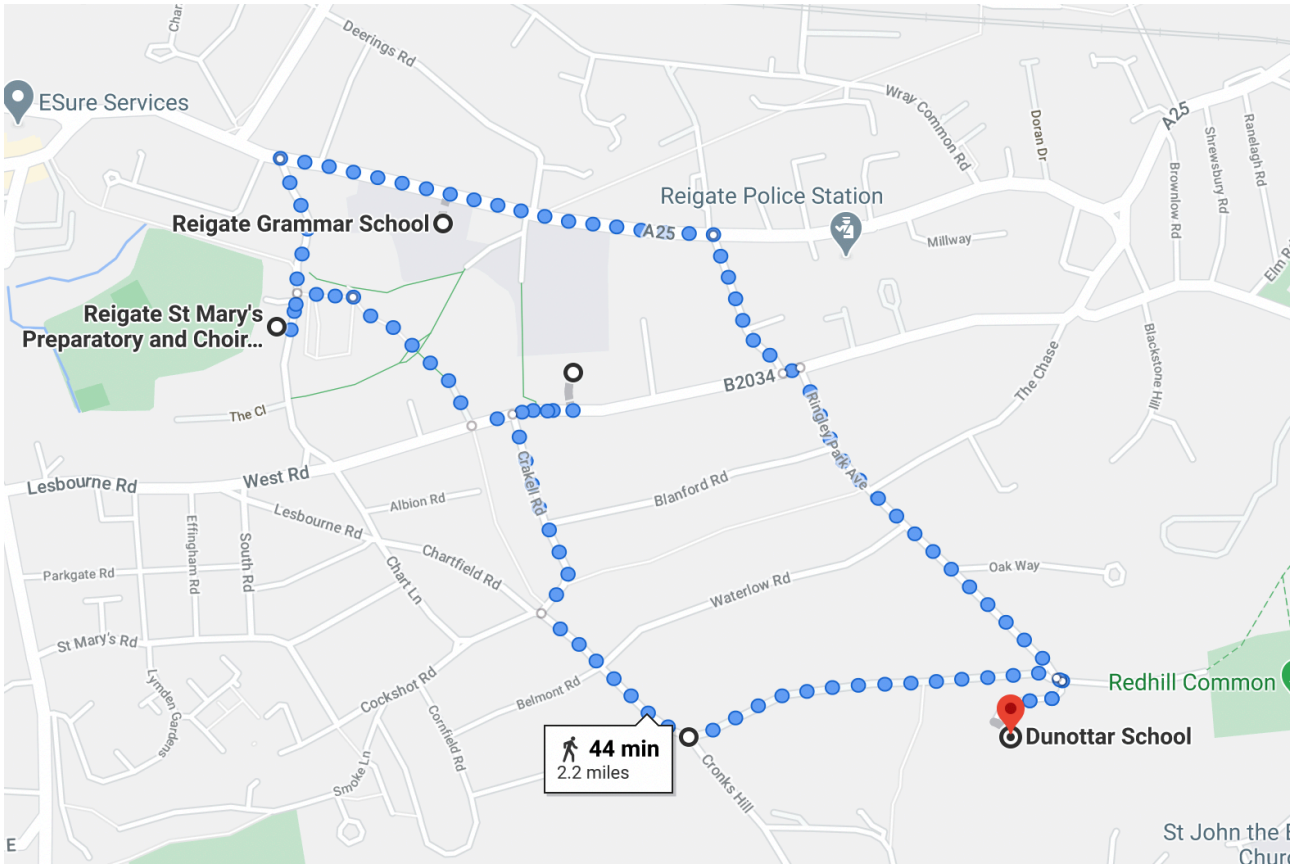 Char
Deerings Rd
ESure Services
Wray Common Rd
Doran Dr
A25
Shrewsbury Rd
Ranelagh Rd
Brownlow Rd
Reigate Police Station
Reigate Grammar School
A25
Millway
Elm R
Reigate St Mary's
Preparatory and Choir...
B2034
The Chase
Blackstone Hill
Ringley Park Ave
The Cl
West Rd
Lesbourne Rd
Crakell Rd
Blanford Rd
Albion Rd
Lesbourne Rd
Effingham Rd
South Rd
Chartfield Rd
Chart Ln
Parkgate Rd
Oak Way
Waterlow Rd
St Mary's Rd
Cockshot Rd
Belmont Rd
Lymden Gardens
Cornfield Rd
Redhill Common
44 min
2.2 miles
Dunottar School
Smoke Ln
Cronks Hill
E
St John the E
Churc